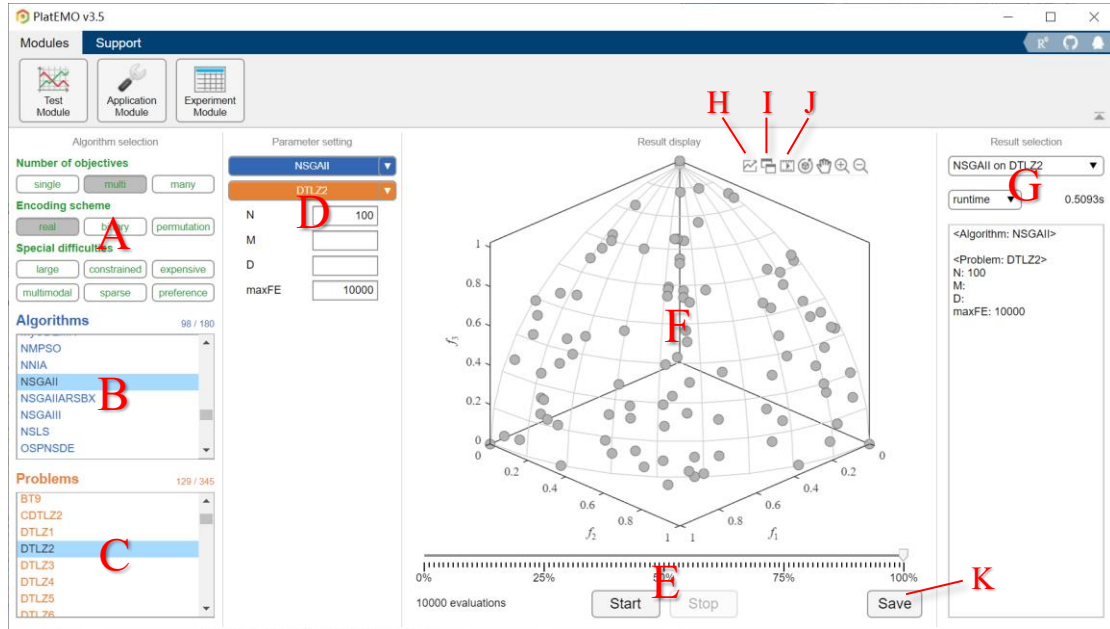 PlatEMO v3.5
Modules Support
Test Module
Application Module
Experiment Module
H I J
Algorithm selection
Number of objectives
single multi many
Encoding scheme
real binary permutation
A
Special difficulties
large constrained expensive
multimodal sparse preference
Algorithms 98 / 180
NMPSO
NNIA
NSGAII
NSGAIIARSBX
B
NSGAIII
NSLS
OSPNSDE
Problems 129 / 345
BT9
CDTLZ2
DTLZ1
DTLZ2
C
DTLZ3
DTLZ4
DTLZ5
DTLZ6
Parameter setting
NSGAII
DTLZ2
D
N 100
M
D
maxFE 10000
Result display
1
0.8
0.6
0.4
0.2
0
f3
F
0 0.2 0.4 0.6 0.8 1
f2
1 0.8 0.6 0.4 0.2 0
f1
0% 25% 50% 75% 100%
E
10000 evaluations Start Stop Save
K
Result selection
NSGAII on DTLZ2
G
runtime 0.5093s
<Algorithm: NSGAII>
<Problem: DTLZ2>
N: 100
M:
D:
maxFE: 10000